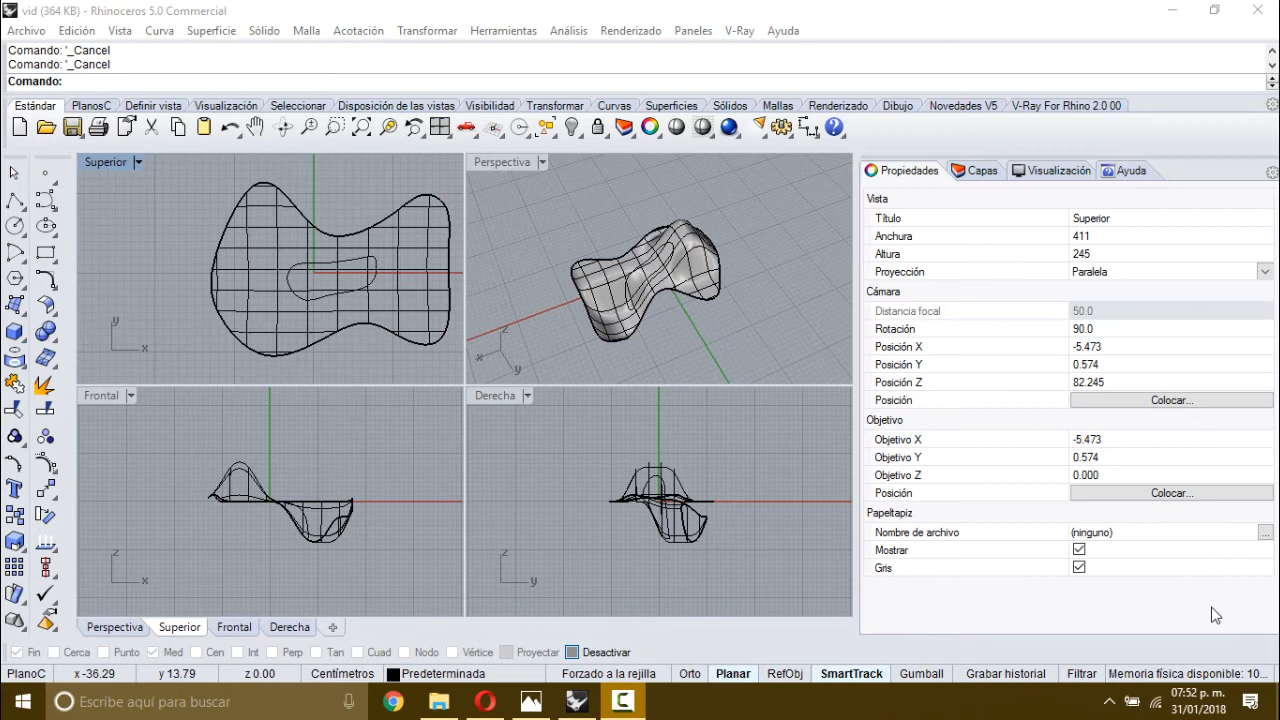 vid (364 KB) - Rhinoceros 5.0 Commercial
Archivo Edición Vista Curva Superficie Sólido Malla Acotación Transformar Herramientas Análisis Renderizado Paneles V-Ray Ayuda
Comando: '_Cancel
Comando: '_Cancel
Comando:
Estándar PlanosC Definir vista Visualización Seleccionar Disposición de las vistas Visibilidad Transformar Curvas Superficies Sólidos Mallas Renderizado Dibujo Novedades V5 V-Ray For Rhino 2.0 00
Superior
Perspectiva
Propiedades Capas Visualización Ayuda
Vista
Título Superior
Anchura 411
Altura 245
Proyección Paralela
Cámara
Distancia focal 50.0
Rotación 90.0
Posición X -5.473
Posición Y 0.574
Posición Z 82.245
Posición Colocar...
Objetivo
Objetivo X -5.473
Objetivo Y 0.574
Objetivo Z 0.000
Posición Colocar...
Papeltapiz
Nombre de archivo (ninguno) ...
Mostrar
Gris
y x
z x y
Frontal
Derecha
z x
z y
Perspectiva Superior Frontal Derecha
Fin Cerca Punto Med Cen Int Perp Tan Cuad Nodo Vértice Proyectar Desactivar
PlanoC x -36.29 y 13.79 z 0.00 Centímetros Predeterminada Forzado a la rejilla Orto Planar RefObj SmartTrack Gumball Grabar historial Filtrar Memoria física disponible: 10...
Escribe aquí para buscar
07:52 p. m.
31/01/2018